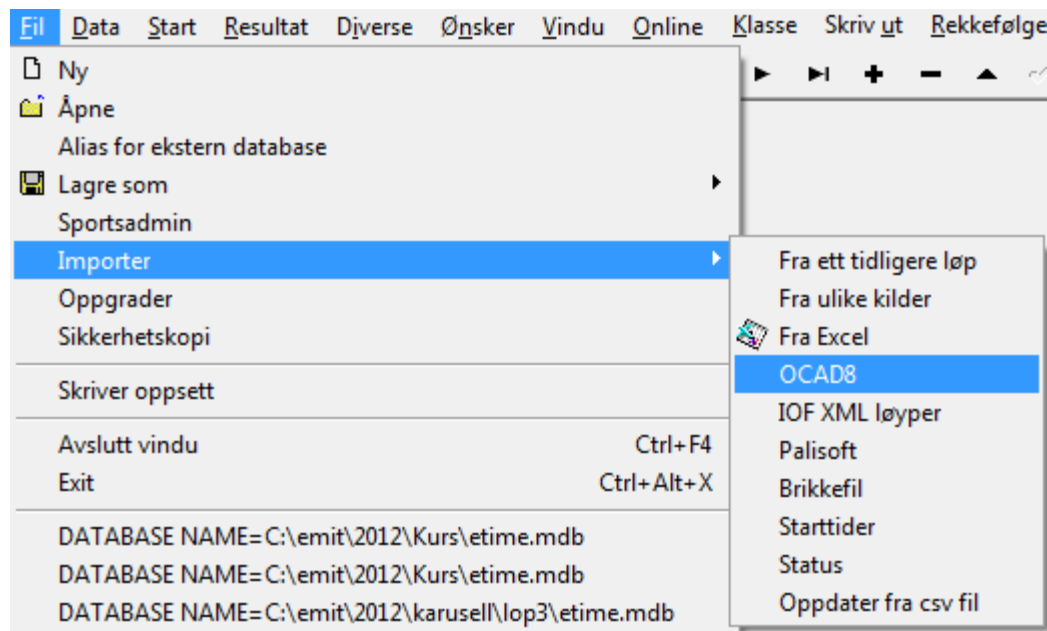 Fil Data Start Resultat Diverse Ønsker Vindu Online Klasse Skriv ut Rekkefølge
Ny
Åpne
Alias for ekstern database
Lagre som
Sportsadmin
Importer
Oppgrader
Sikkerhetskopi
Skriver oppsett
Avslutt vindu Ctrl+F4
Exit Ctrl+Alt+X
DATABASE NAME=C:\emit\2012\Kurs\etime.mdb
DATABASE NAME=C:\emit\2012\Kurs\etime.mdb
DATABASE NAME=C:\emit\2012\karusell\lop3\etime.mdb
Fra ett tidligere løp
Fra ulike kilder
Fra Excel
OCAD8
IOF XML løyper
Palisoft
Brikkefil
Starttider
Status
Oppdater fra csv fil